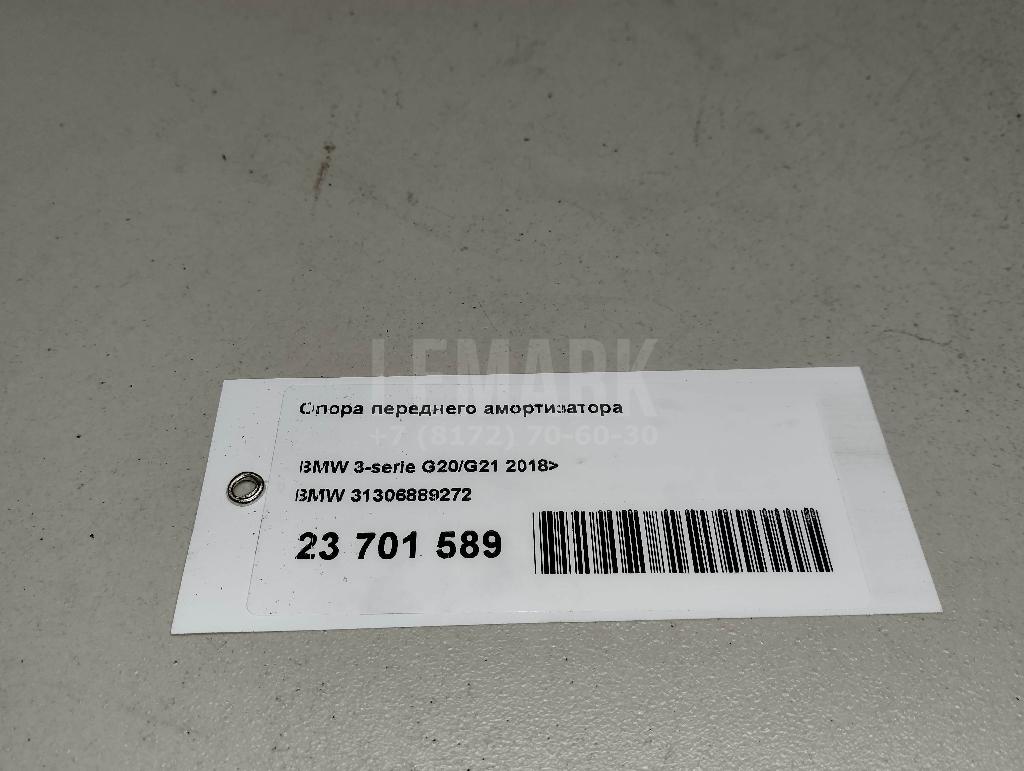 LEMARK
Опора переднего амортизатора
+7 (8172) 70-60-30
BMW 3-serie G20/G21 2018>
BMW 31306889272
23 701 589